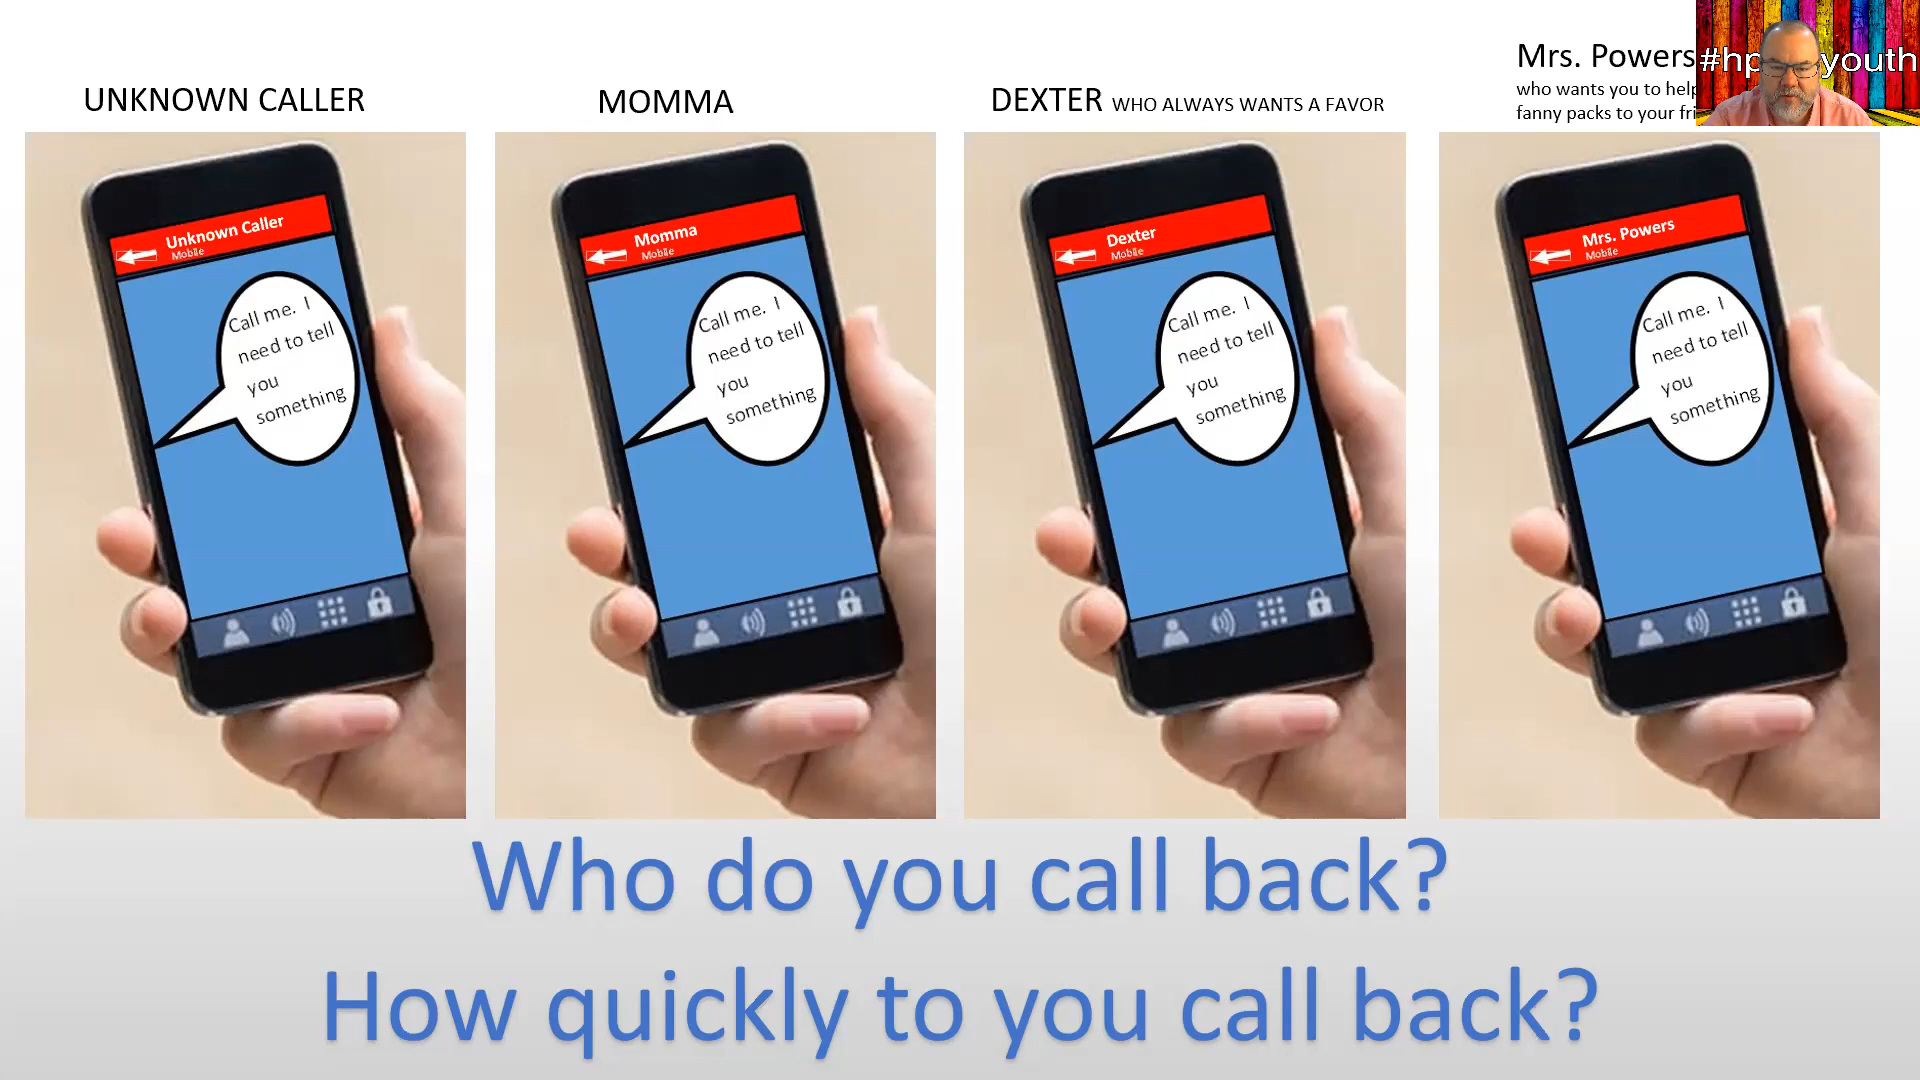 UNKNOWN CALLER
MOMMA
DEXTER WHO ALWAYS WANTS A FAVOR
Mrs. Powers
who wants you to help
fanny packs to your
youth
Unknown Caller
Mobile
Call me. I
need to tell
you
something
Momma
Mobile
Call me. I
need to tell
you
something
Dexter
Mobile
Call me. I
need to tell
you
something
Mrs. Powers
Mobile
Call me. I
need to tell
you
something
Who do you call back?
How quickly to you call back?